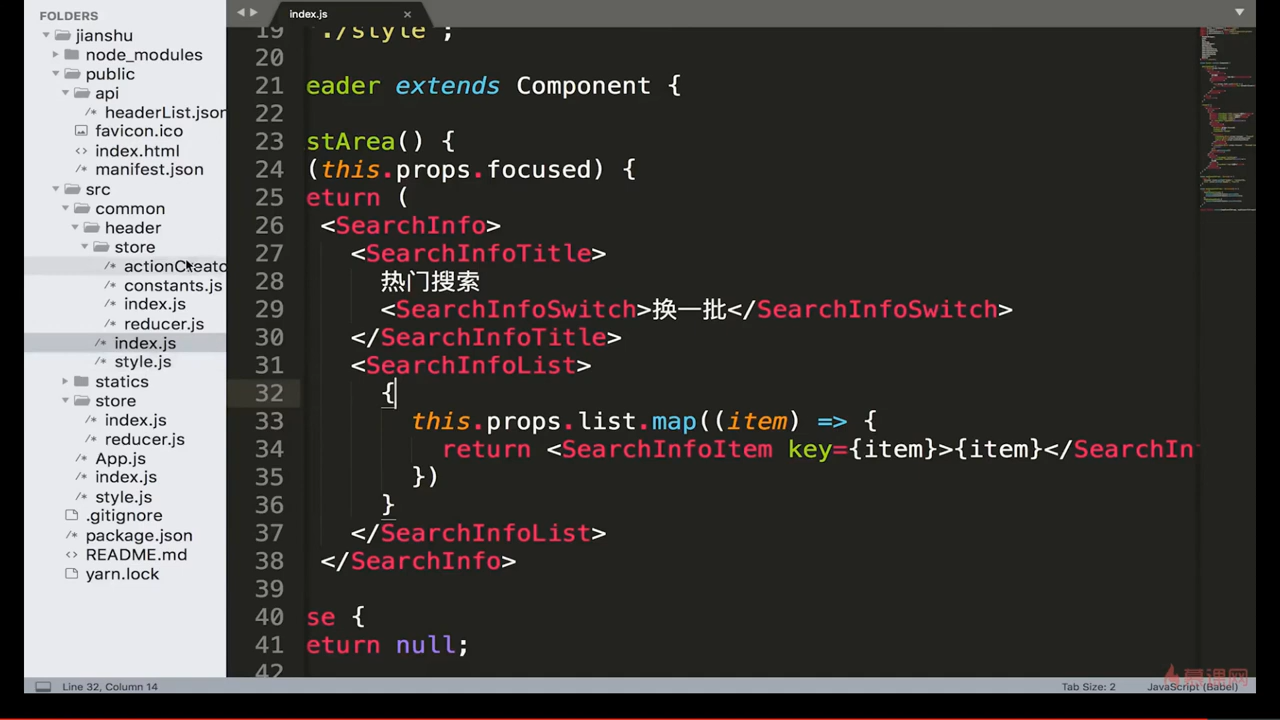 FOLDERS
jianshu
node_modules
public
api
/* headerList.json
favicon.ico
<> index.html
/* manifest.json
src
common
header
store
/* actionCreato
/* constants.js
/* index.js
/* reducer.js
/* index.js
/* style.js
statics
store
/* index.js
/* reducer.js
/* App.js
/* index.js
/* style.js
.gitignore
/* package.json
<> README.md
yarn.lock
index.js
19 './style';
20
21 eader extends Component {
22
23 stArea() {
24 (this.props.focused) {
25 eturn (
26 <SearchInfo>
27 <SearchInfoTitle>
28 热门搜索
29 <SearchInfoSwitch>换一批</SearchInfoSwitch>
30 </SearchInfoTitle>
31 <SearchInfoList>
32 {
33 this.props.list.map((item) => {
34 return <SearchInfoItem key={item}>{item}</SearchIn
35 })
36 }
37 </SearchInfoList>
38 </SearchInfo>
39
40 se {
41 eturn null;
42
慕课网
Line 32, Column 14
Tab Size: 2
JavaScript (Babel)